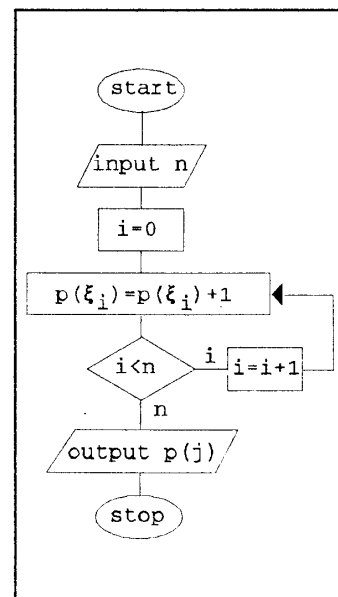 start
input n
i=0
p(ξi)=p(ξi)+1
i<n
i
i=i+1
n
output p(j)
stop